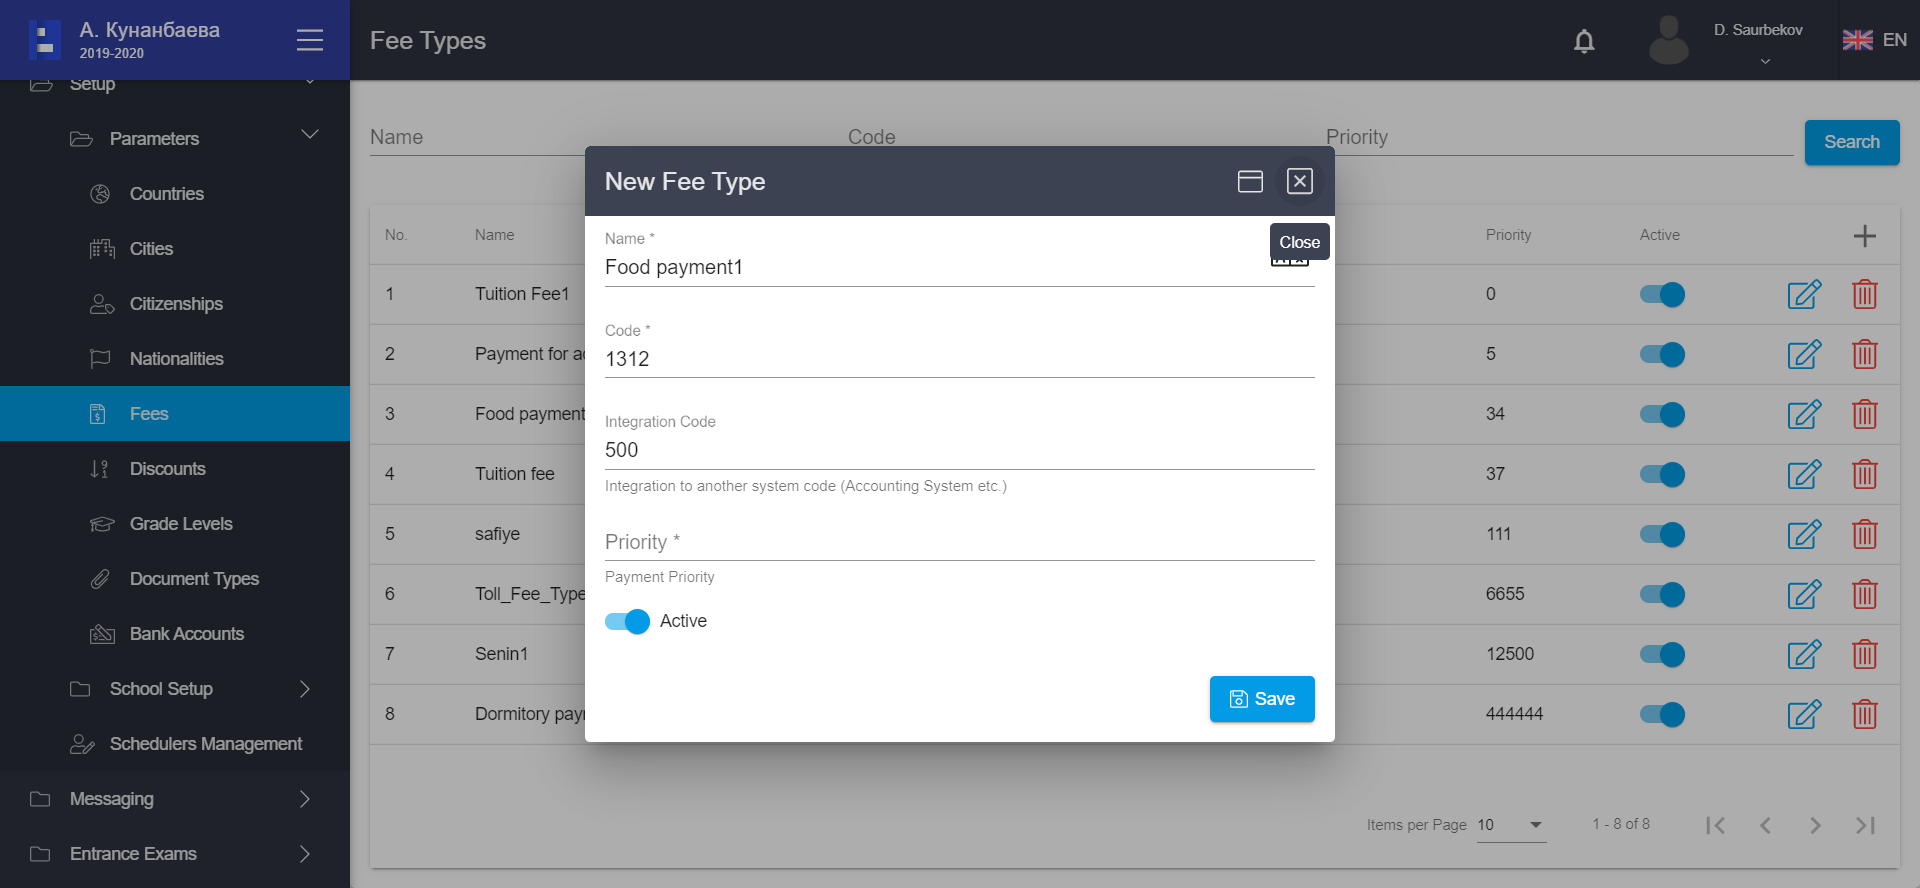 А. Кунанбаева
2019-2020
Fee Types
D. Saurbekov
EN
Setup
Parameters
Countries
Cities
Citizenships
Nationalities
Fees
Discounts
Grade Levels
Document Types
Bank Accounts
School Setup
Schedulers Management
Messaging
Entrance Exams
Name
Code
Priority
Search
No.
Name
Priority
Active
1
Tuition Fee1
0
2
Payment for
5
3
Food payment
34
4
Tuition fee
37
5
safiye
111
6
Toll_Fee_Type
6655
7
Senin1
12500
8
Dormitory
444444
Items per Page
10
1 - 8 of 8
New Fee Type
Close
Name *
Food payment1
Code *
1312
Integration Code
500
Integration to another system code (Accounting System etc.)
Priority *
Payment Priority
Active
Save